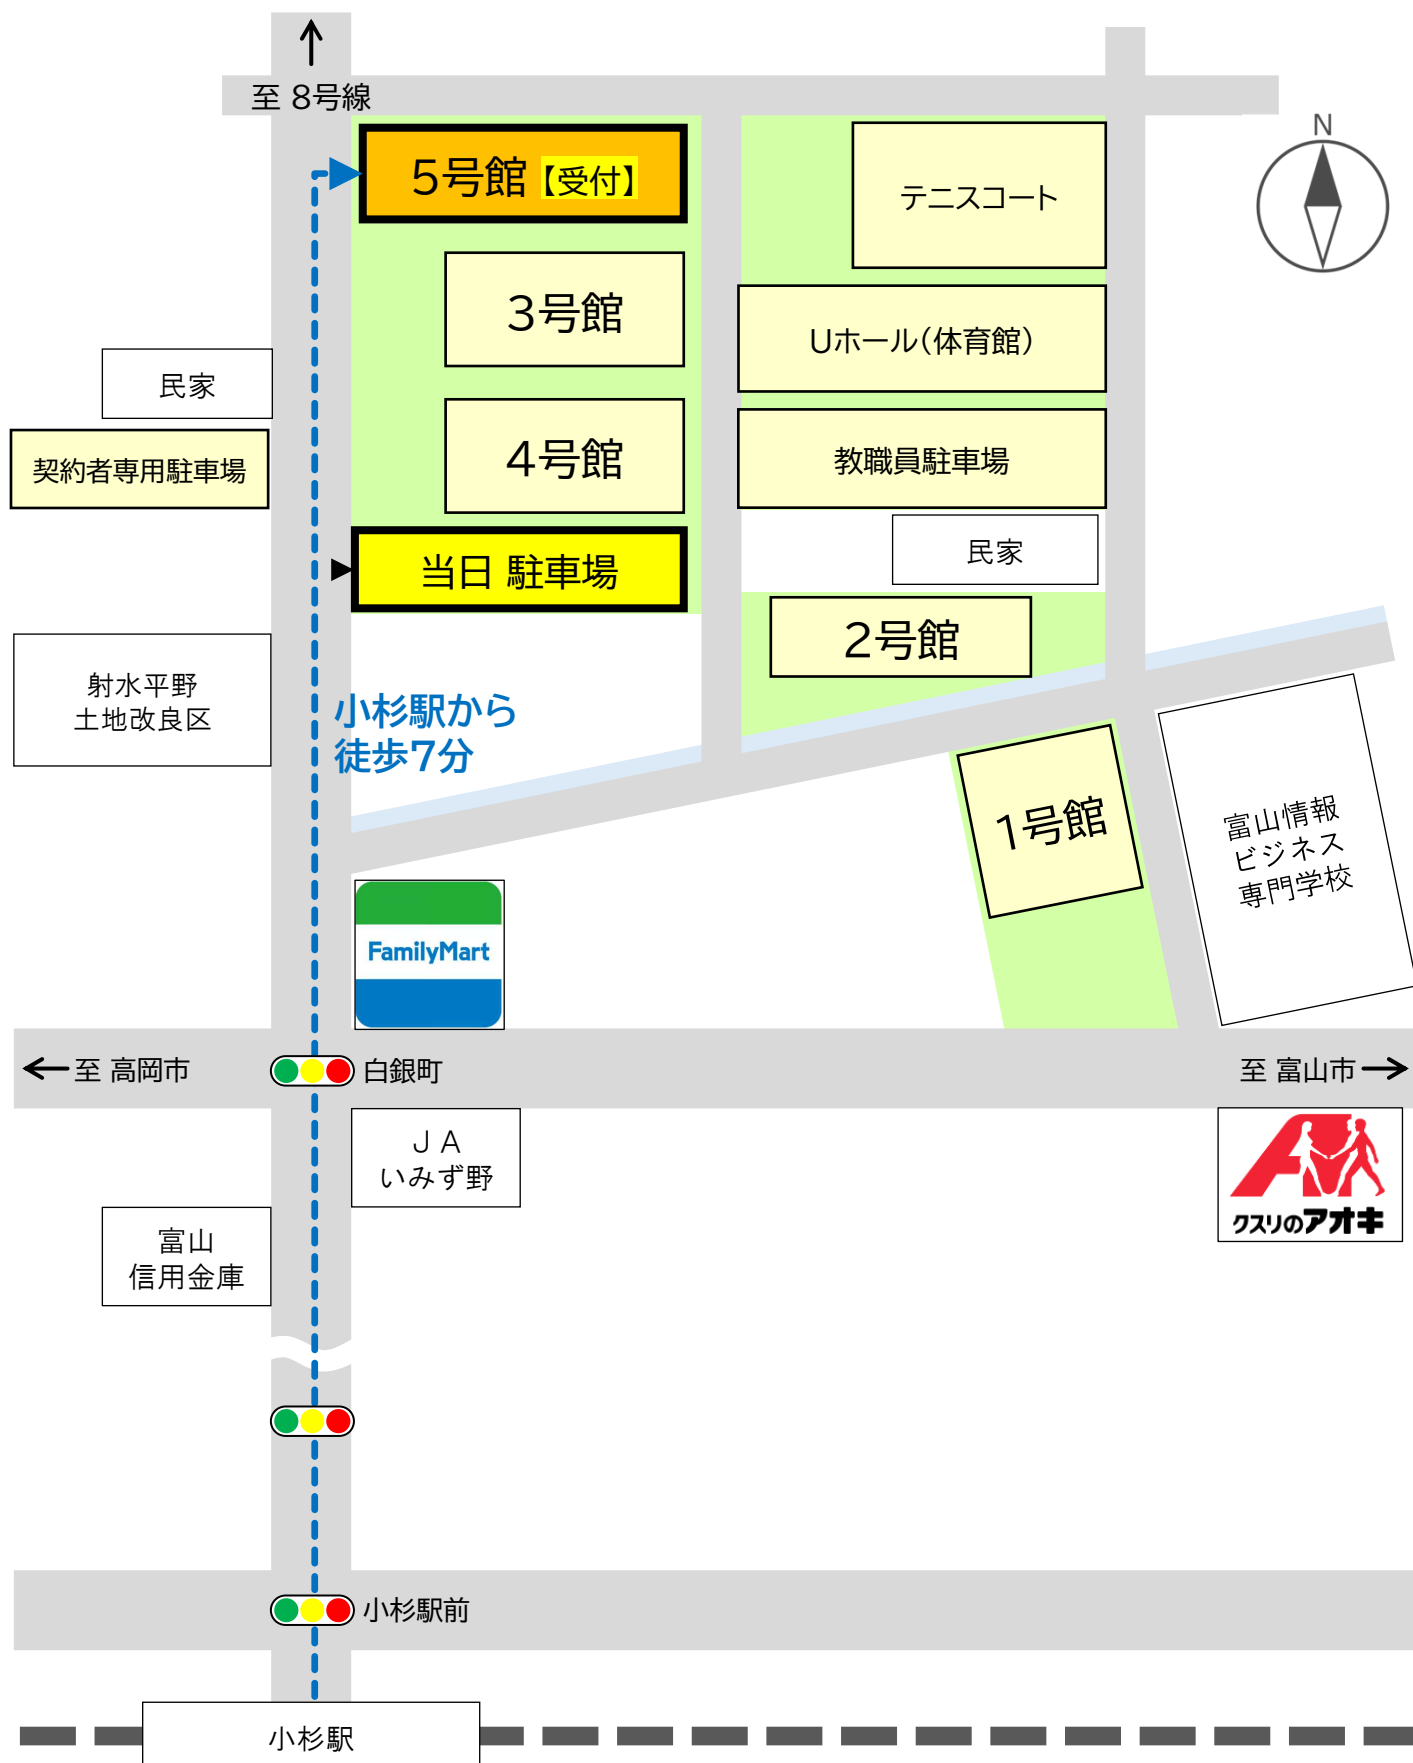 至 8号線
N
5号館【受付】
テニスコート
3号館
Uホール(体育館)
民家
4号館
教職員駐車場
契約者専用駐車場
民家
当日 駐車場
2号館
射水平野
土地改良区
小杉駅から
徒歩7分
1号館
富山情報
ビジネス
専門学校
FamilyMart
至 高岡市
白銀町
至 富山市
ＪＡ
いみず野
クスリのアオキ
富山
信用金庫
小杉駅前
小杉駅